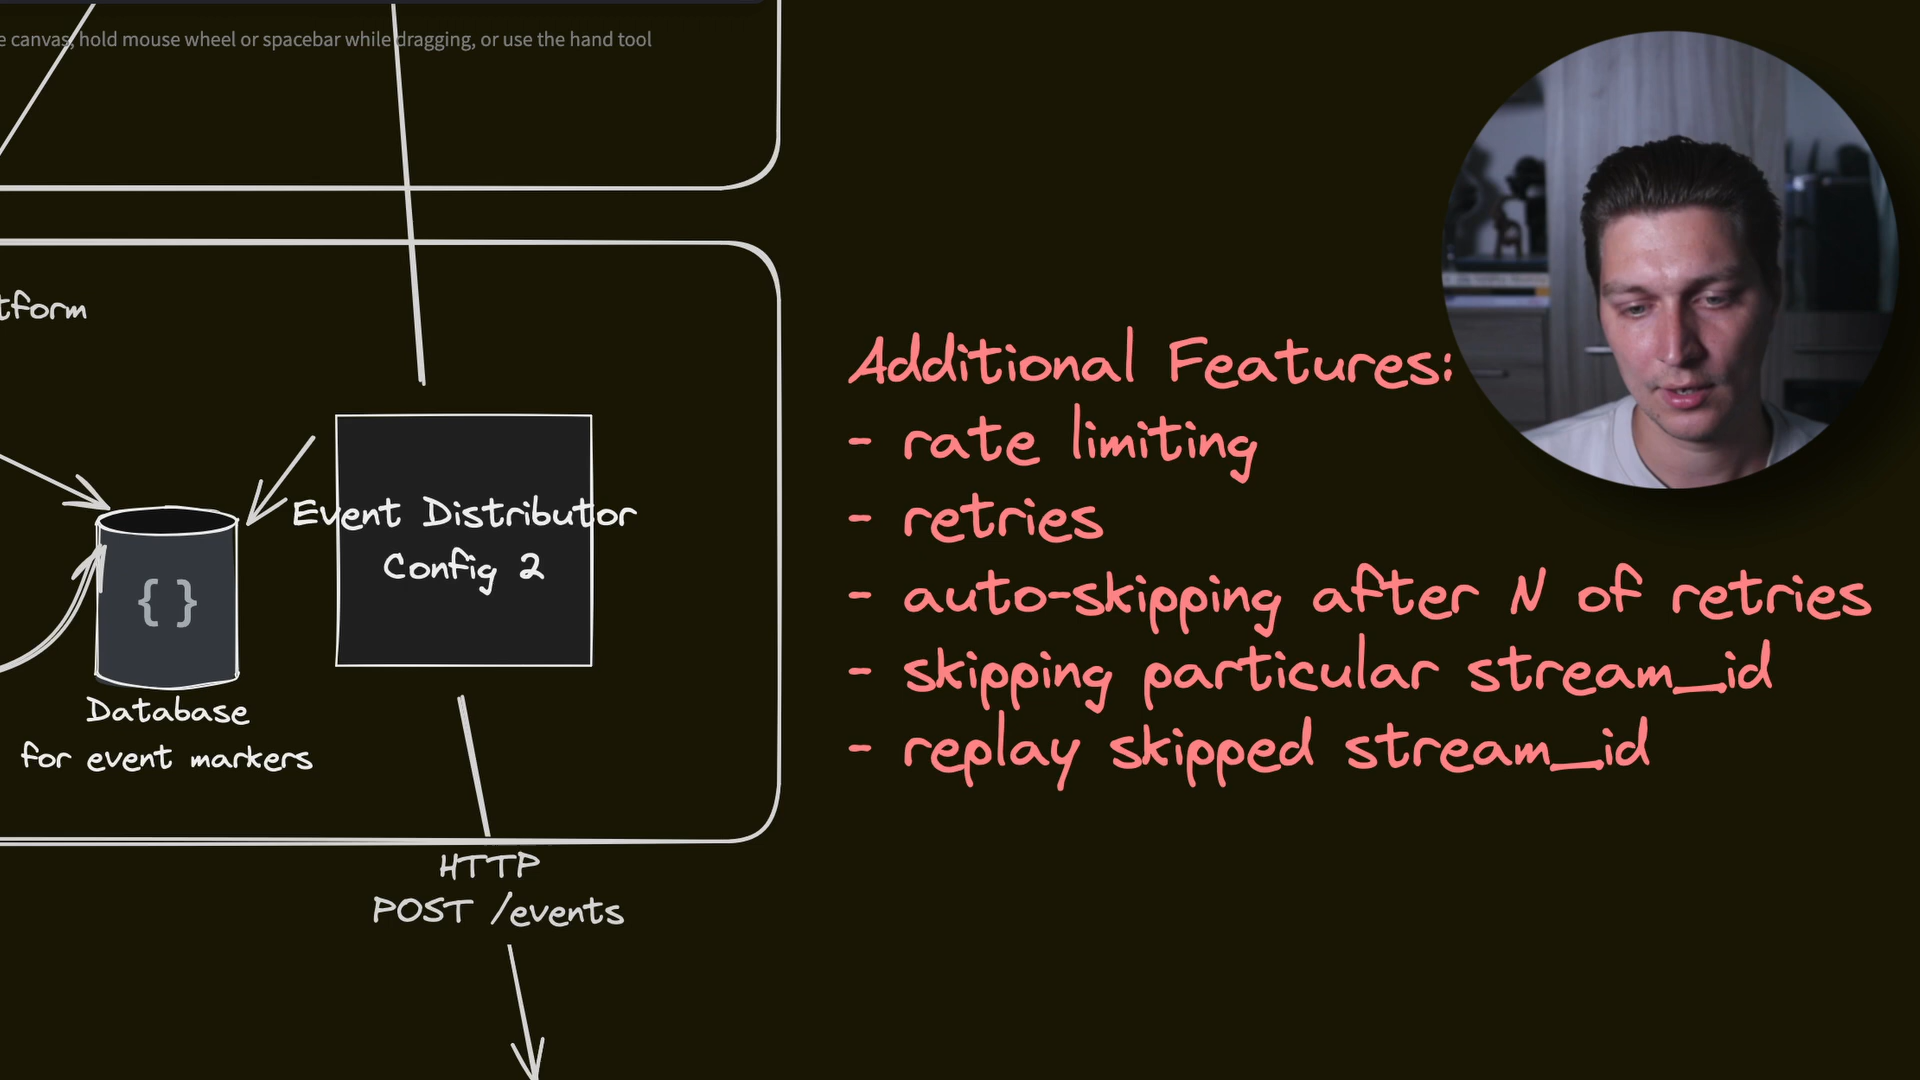 e canvas, hold mouse wheel or spacebar while dragging, or use the hand tool
tform
Event Distributor
Config 2
{ }
Database
for event markers
HTTP
POST /events
Additional Features:
- rate limiting
- retries
- auto-skipping after N of retries
- skipping particular stream_id
- replay skipped stream_id